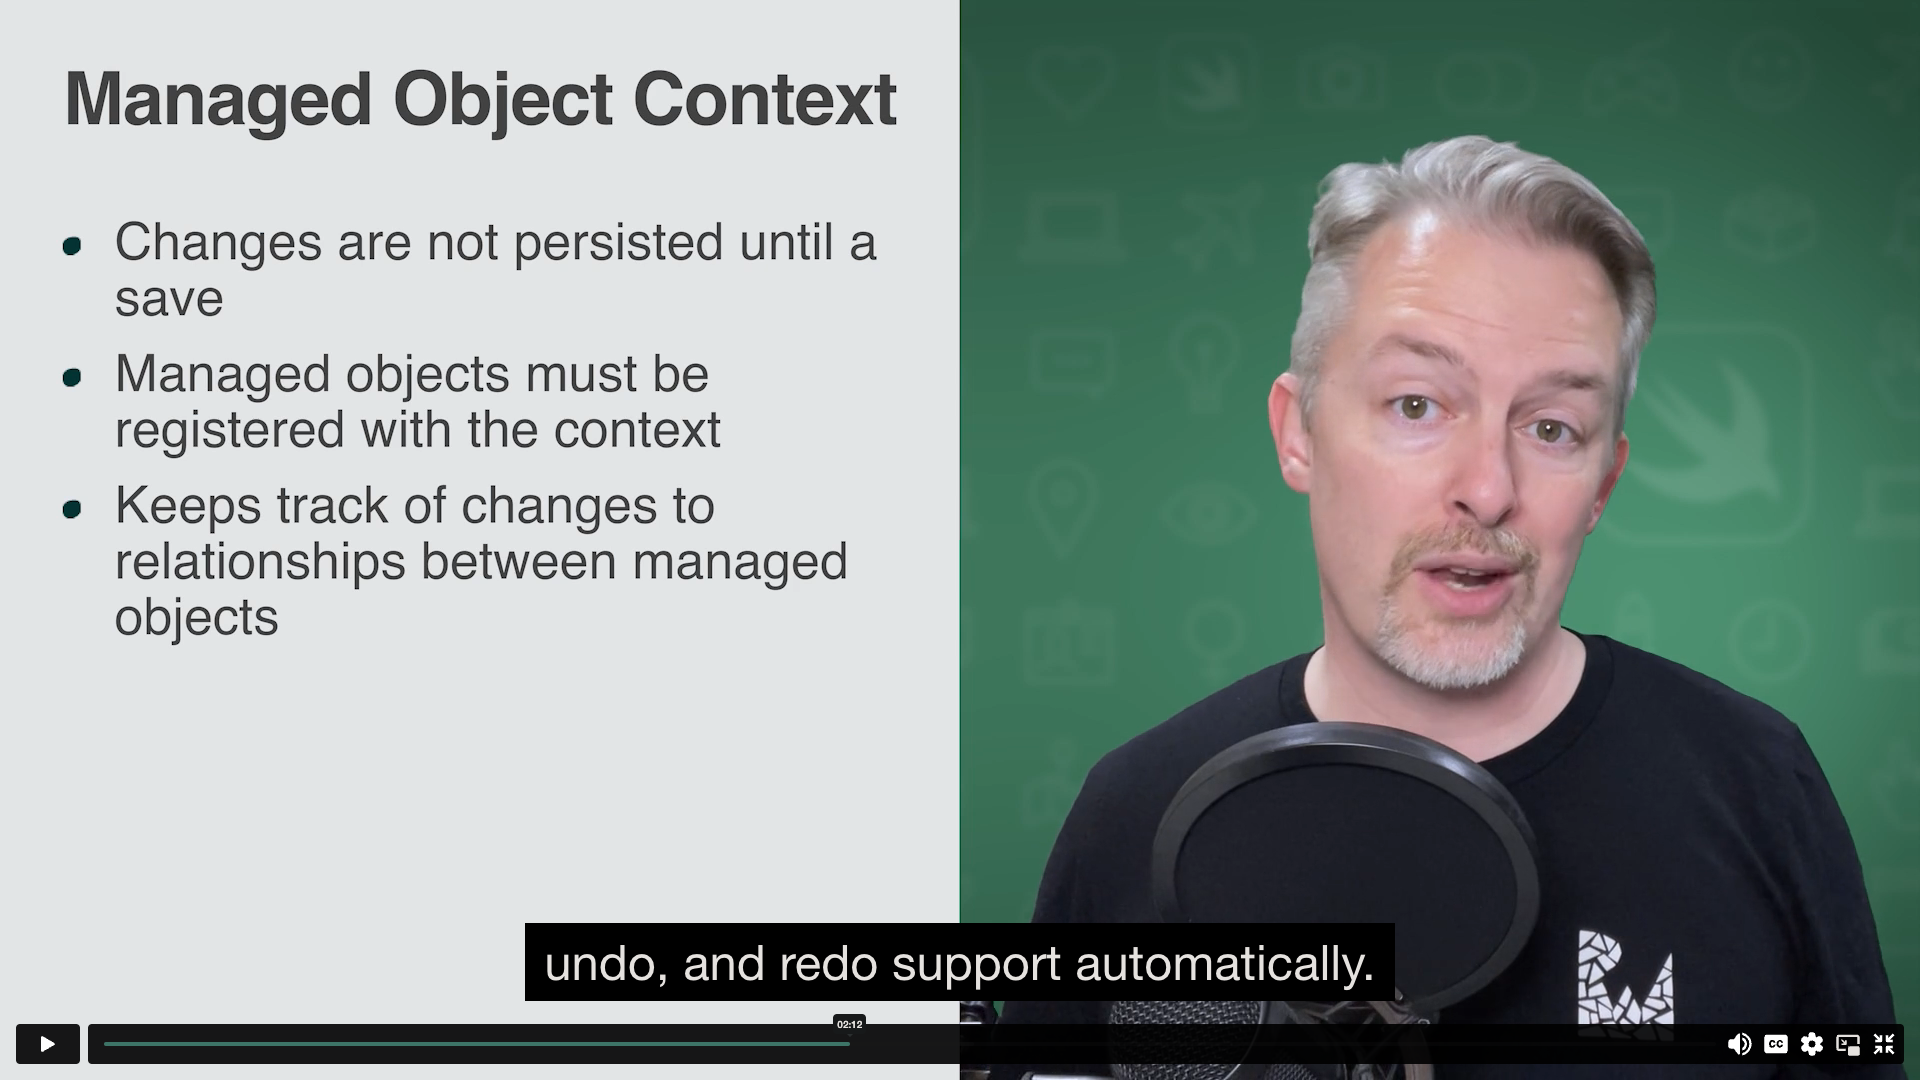 Managed Object Context
Changes are not persisted until a
save
Managed objects must be
registered with the context
Keeps track of changes to
relationships between managed
objects
undo, and redo support automatically.
02:12
CC